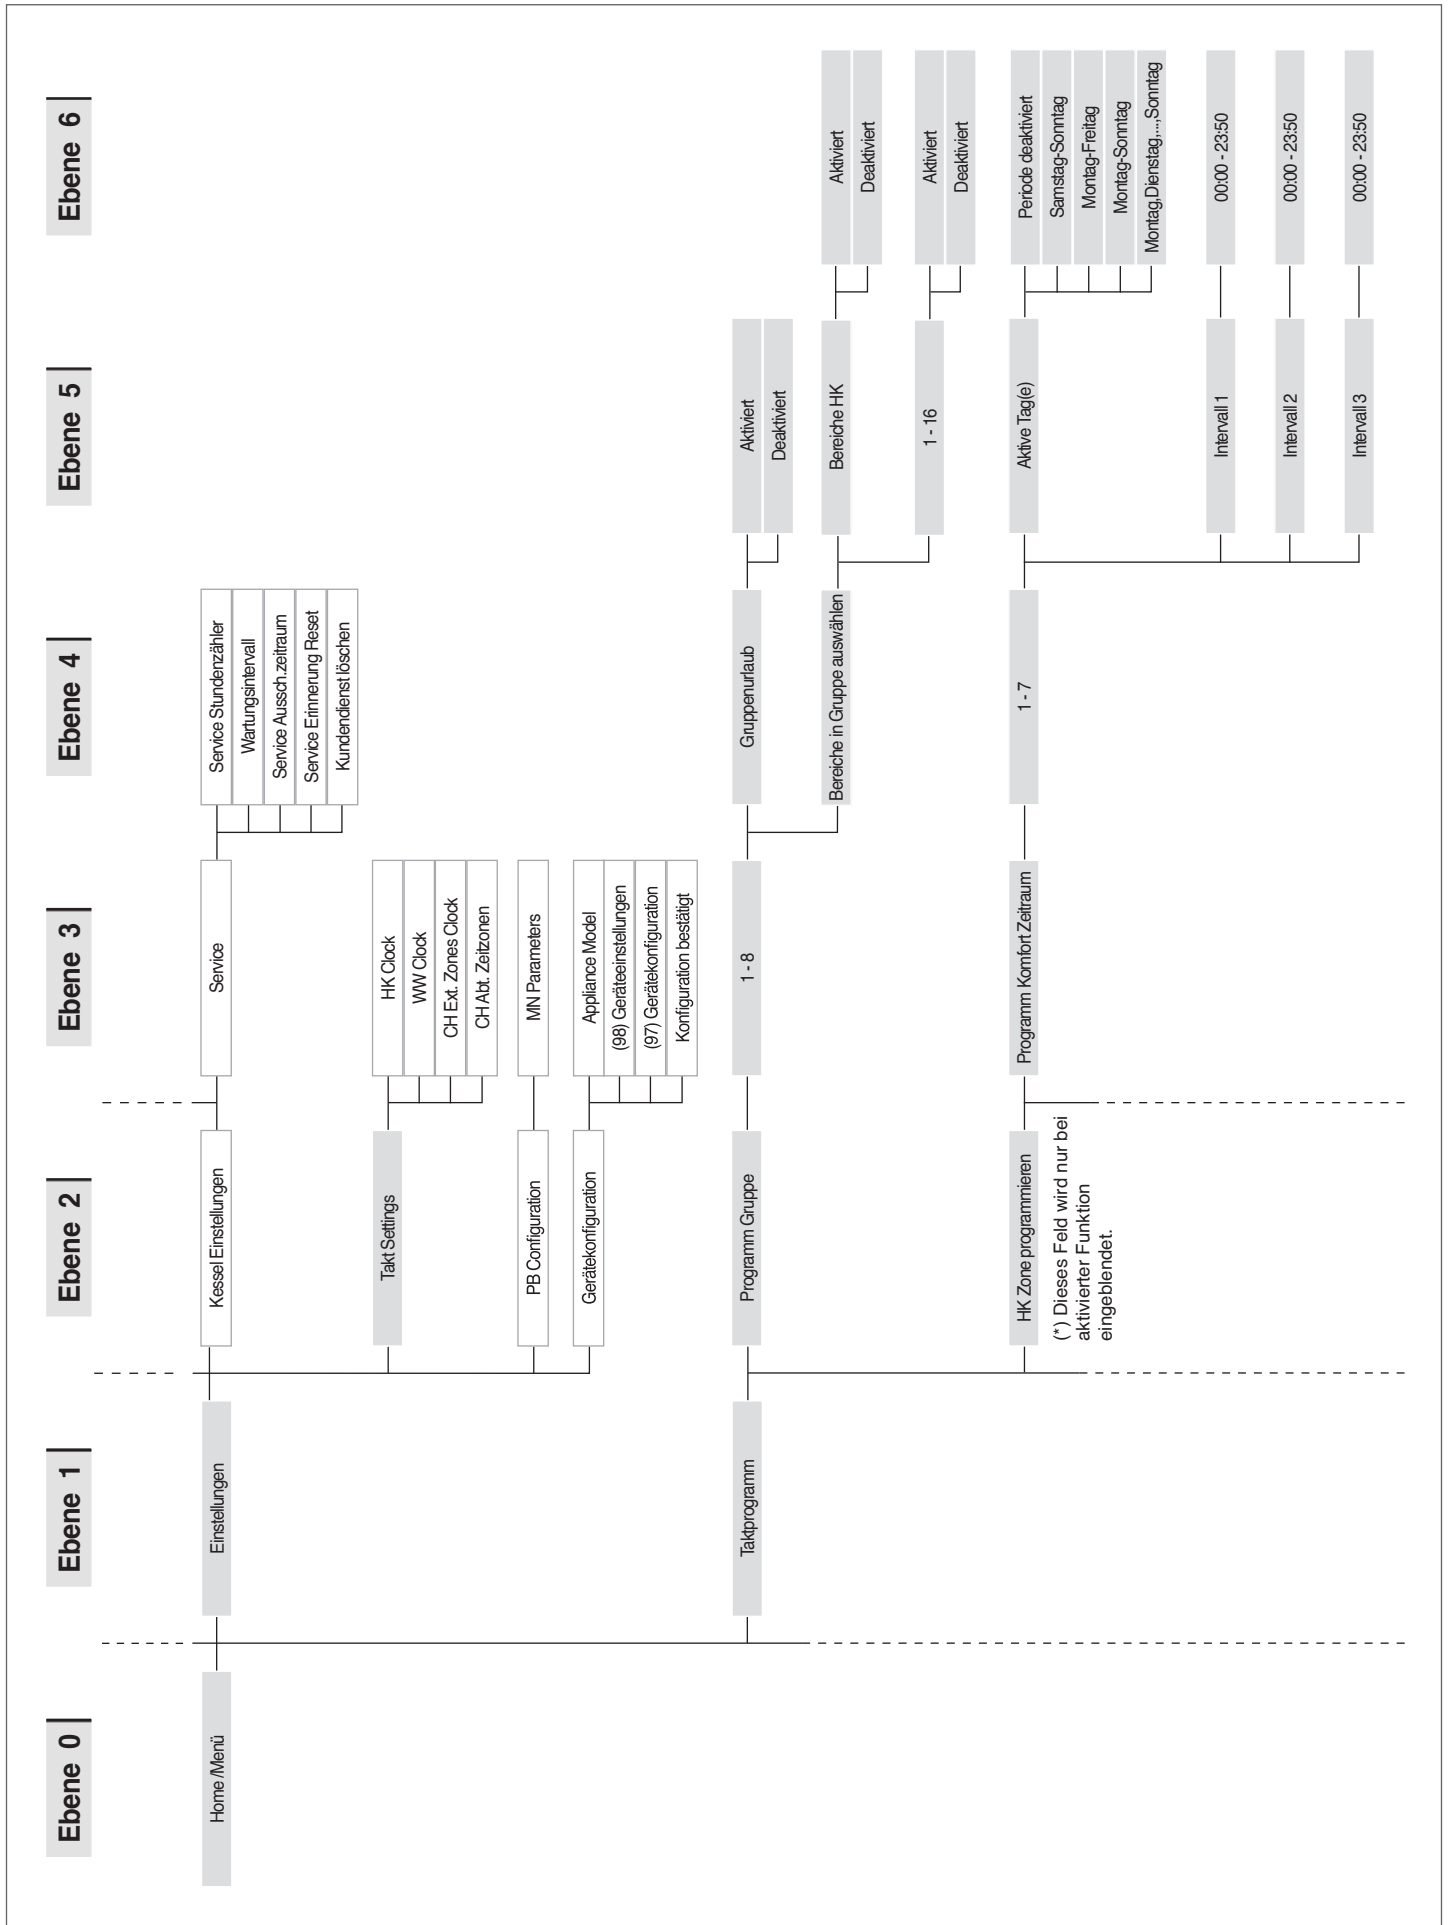 Ebene 0
Ebene 1
Ebene 2
Ebene 3
Ebene 4
Ebene 5
Ebene 6
Home /Menü
Einstellungen
Kessel Einstellungen
Service
Service Stundenzähler
Wartungsintervall
Service Aussch.zeitraum
Service Erinnerung Reset
Kundendienst löschen
Takt Settings
HK Clock
WW Clock
CH Ext. Zones Clock
CH Abt. Zeitzonen
PB Configuration
MN Parameters
Gerätekonfiguration
Appliance Model
(98) Geräteeinstellungen
(97) Gerätekonfiguration
Konfiguration bestätigt
Taktprogramm
Programm Gruppe
1 - 8
Gruppenurlaub
Aktiviert
Deaktiviert
Bereiche in Gruppe auswählen
Bereiche HK
Aktiviert
Deaktiviert
1 - 16
Aktiviert
Deaktiviert
HK Zone programmieren
Programm Komfort Zeitraum
1 - 7
Aktive Tag(e)
Periode deaktiviert
Samstag-Sonntag
Montag-Freitag
Montag-Sonntag
Montag,Dienstag,...,Sonntag
Intervall 1
00:00 - 23:50
Intervall 2
00:00 - 23:50
Intervall 3
00:00 - 23:50
(*) Dieses Feld wird nur bei
aktivierter Funktion
eingeblendet.